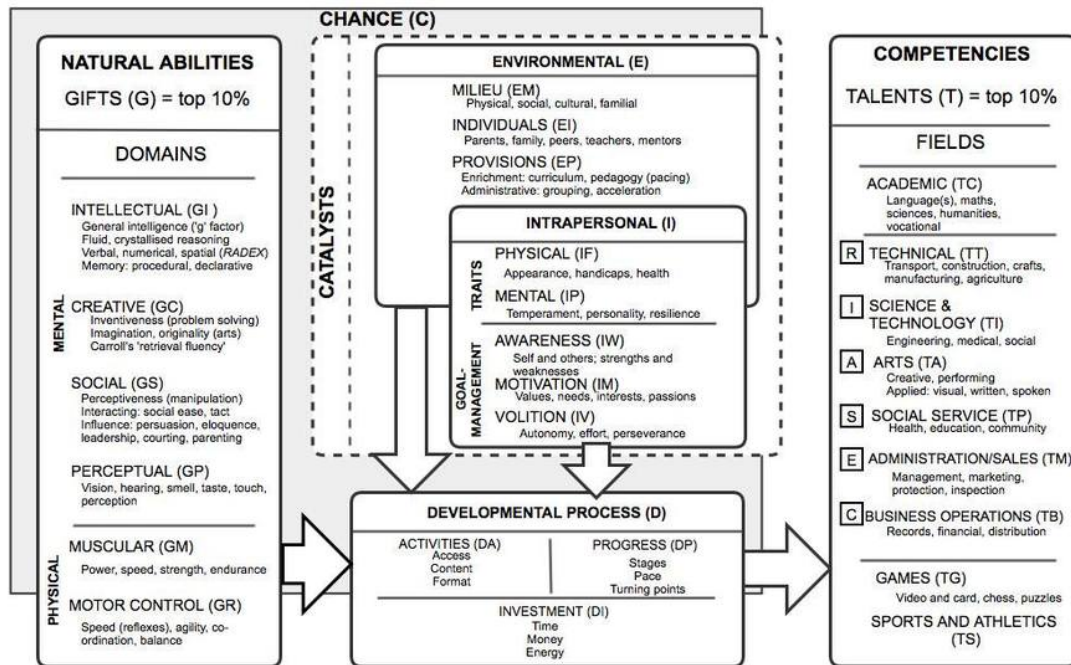 CHANCE (C)
NATURAL ABILITIES
GIFTS (G) = top 10%
DOMAINS
MENTAL
INTELLECTUAL (GI )
General intelligence ('g' factor)
Fluid, crystallised reasoning
Verbal, numerical, spatial (RADEX)
Memory: procedural, declarative
CREATIVE (GC)
Inventiveness (problem solving)
Imagination, originality (arts)
Carroll's 'retrieval fluency'
SOCIAL (GS)
Perceptiveness (manipulation)
Interacting: social ease, tact
Influence: persuasion, eloquence,
leadership, courting, parenting
PERCEPTUAL (GP)
Vision, hearing, smell, taste, touch,
perception
PHYSICAL
MUSCULAR (GM)
Power, speed, strength, endurance
MOTOR CONTROL (GR)
Speed (reflexes), agility, co-
ordination, balance
CATALYSTS
ENVIRONMENTAL (E)
MILIEU (EM)
Physical, social, cultural, familial
INDIVIDUALS (EI)
Parents, family, peers, teachers, mentors
PROVISIONS (EP)
Enrichment: curriculum, pedagogy (pacing)
Administrative: grouping, acceleration
INTRAPERSONAL (I)
TRAITS
PHYSICAL (IF)
Appearance, handicaps, health
MENTAL (IP)
Temperament, personality, resilience
GOAL-
MANAGEMENT
AWARENESS (IW)
Self and others; strengths and
weaknesses
MOTIVATION (IM)
Values, needs, interests, passions
VOLITION (IV)
Autonomy, effort, perseverance
DEVELOPMENTAL PROCESS (D)
ACTIVITIES (DA)
Access
Content
Format
PROGRESS (DP)
Stages
Pace
Turning points
INVESTMENT (DI)
Time
Money
Energy
COMPETENCIES
TALENTS (T) = top 10%
FIELDS
ACADEMIC (TC)
Language(s), maths,
sciences, humanities,
vocational
R TECHNICAL (TT)
Transport, construction, crafts,
manufacturing, agriculture
I SCIENCE &
TECHNOLOGY (TI)
Engineering, medical, social
A ARTS (TA)
Creative, performing
Applied: visual, written, spoken
S SOCIAL SERVICE (TP)
Health, education, community
E ADMINISTRATION/SALES (TM)
Management, marketing,
protection, inspection
C BUSINESS OPERATIONS (TB)
Records, financial, distribution
GAMES (TG)
Video and card, chess, puzzles
SPORTS AND ATHLETICS
(TS)